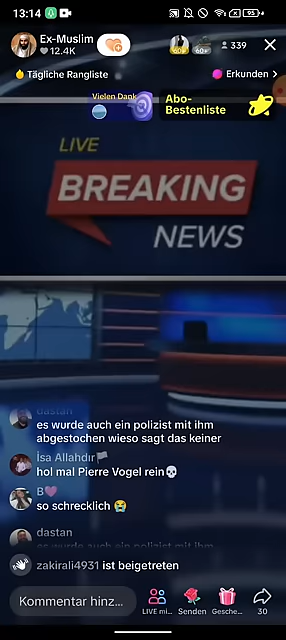 13:14
95
Ex-Muslim
12.4K
339
Tägliche Rangliste
Erkunden >
Vielen Dank
Abo-
Bestenliste
LIVE
BREAKING
NEWS
dastan
es wurde auch ein polizist mit ihm
abgestochen wieso sagt das keiner
İsa Allahdır
hol mal Pierre Vogel rein💀
B🩷
so schrecklich 😭
dastan
es wurde auch ein polizist mit ihm
zakirali4931 ist beigetreten
Kommentar hinz...
LIVE mi...
Senden
Gesche...
30